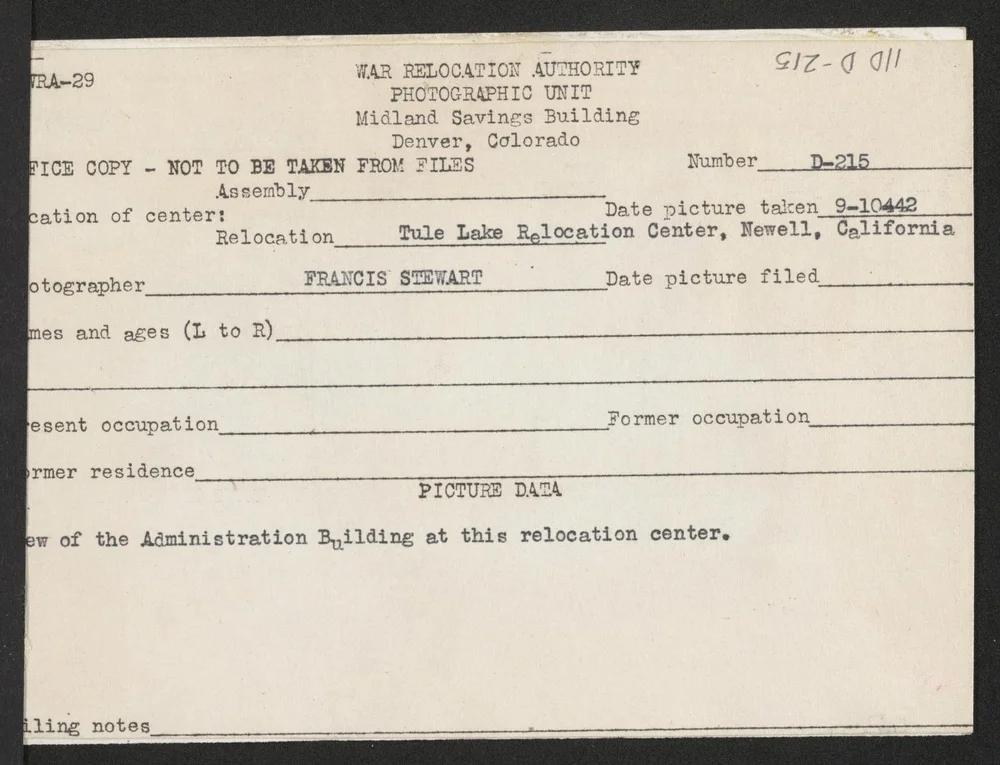 WRA-29
WAR RELOCATION AUTHORITY
PHOTOGRAPHIC UNIT
Midland Savings Building
Denver, Colorado
11D D-215
FICE COPY - NOT TO BE TAKEN FROM FILES
Number D-215
Assembly
cation of center:
Date picture taken 9-10442
Relocation Tule Lake Relocation Center, Newell, California
otographer FRANCIS STEWART Date picture filed
mes and ages (L to R)
esent occupation Former occupation
rmer residence
PICTURE DATA
ew of the Administration Building at this relocation center.
iling notes